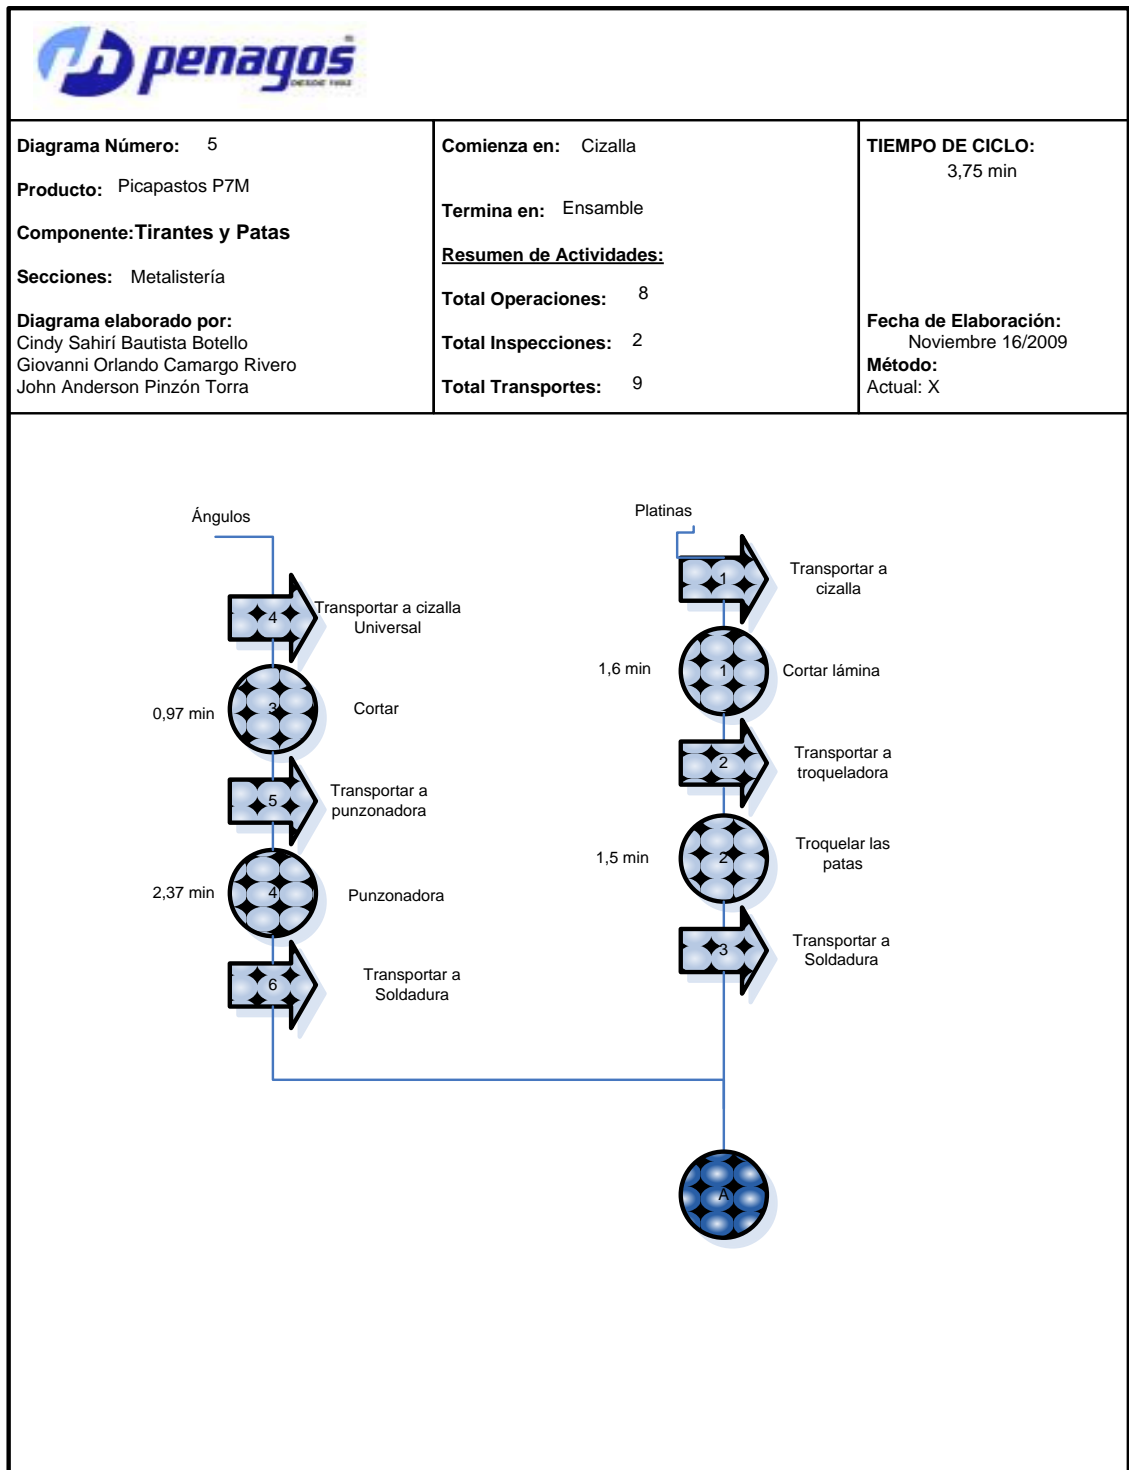 penagos
DESDE 1892
Diagrama Número: 5
Producto: Picapastos P7M
Componente:Tirantes y Patas
Secciones: Metalistería
Diagrama elaborado por:
Cindy Sahirí Bautista Botello
Giovanni Orlando Camargo Rivero
John Anderson Pinzón Torra
Comienza en: Cizalla
Termina en: Ensamble
Resumen de Actividades:
Total Operaciones: 8
Total Inspecciones: 2
Total Transportes: 9
TIEMPO DE CICLO:
3,75 min
Fecha de Elaboración:
Noviembre 16/2009
Método:
Actual: X
Ángulos
4
Transportar a cizalla
Universal
0,97 min
3
Cortar
5
Transportar a
punzonadora
2,37 min
4
Punzonadora
6
Transportar a
Soldadura
Platinas
1
Transportar a
cizalla
1,6 min
1
Cortar lámina
2
Transportar a
troqueladora
1,5 min
2
Troquelar las
patas
3
Transportar a
Soldadura
A